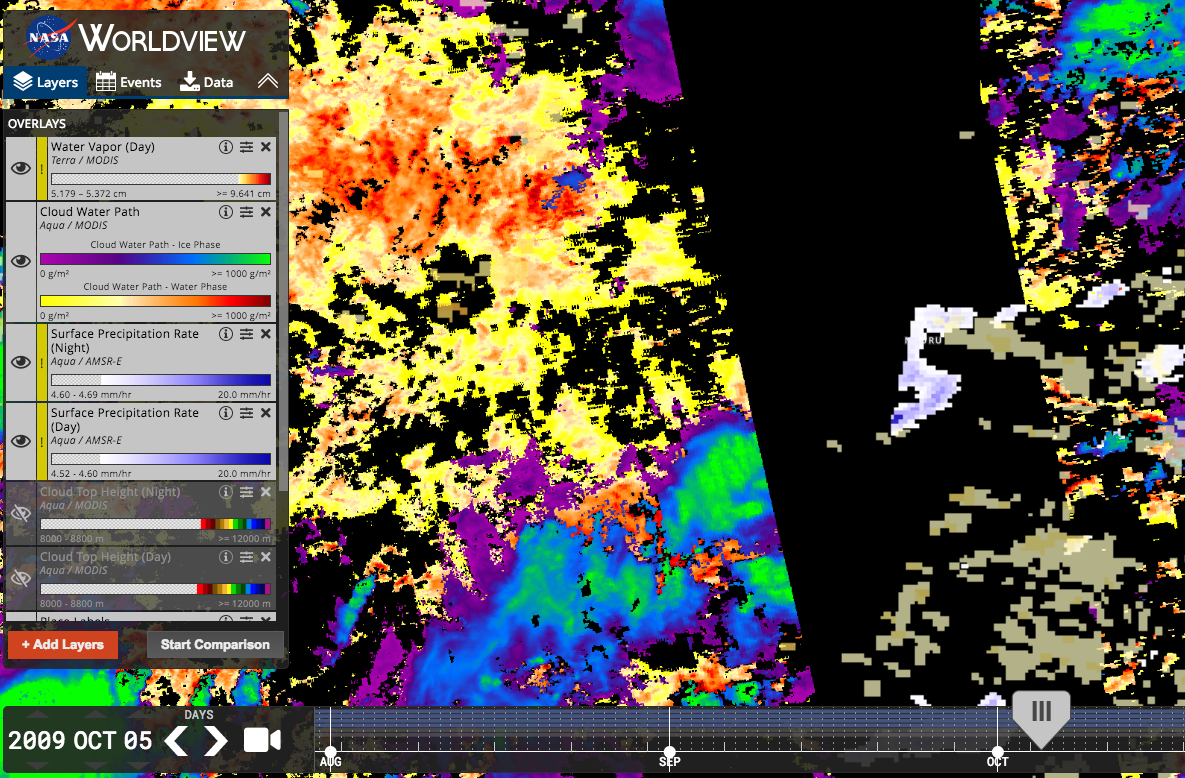 NASA WORLDVIEW
Layers Events Data
OVERLAYS
Water Vapor (Day)
Terra / MODIS
!
5.179 – 5.372 cm >= 9.641 cm
Cloud Water Path
Aqua / MODIS
Cloud Water Path - Ice Phase
0 g/m² >= 1000 g/m²
Cloud Water Path - Water Phase
0 g/m² >= 1000 g/m²
Surface Precipitation Rate
(Night)
Aqua / AMSR-E
!
4.60 - 4.69 mm/hr 20.0 mm/hr
Surface Precipitation Rate
(Day)
Aqua / AMSR-E
!
4.52 - 4.60 mm/hr 20.0 mm/hr
Cloud Top Height (Night)
Aqua / MODIS
8000 - 8800 m >= 12000 m
Cloud Top Height (Day)
Aqua / MODIS
8000 - 8800 m >= 12000 m
Place Labels
+ Add Layers Start Comparison
DAYS
2009 OCT 05
AUG SEP OCT